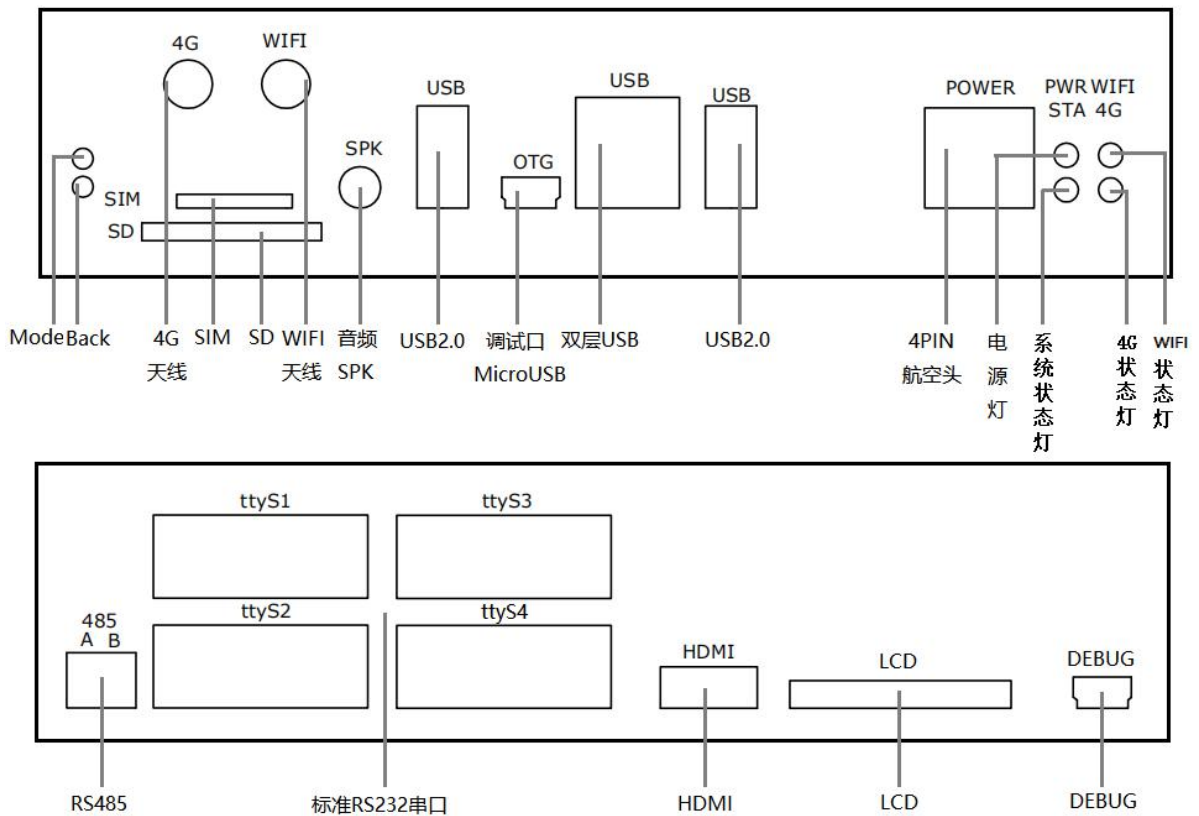 4G
WIFI
USB
USB
USB
POWER
PWR WIFI
STA 4G
SPK
OTG
SIM
SD
Mode
Back
4G
天线
SIM
SD
WIFI
天线
音频
SPK
USB2.0
调试口
MicroUSB
双层USB
USB2.0
4PIN
航空头
电
源
灯
系
统
状
态
灯
4G
状
态
灯
WIFI
状
态
灯
ttyS1
ttyS3
ttyS2
ttyS4
485
A B
HDMI
LCD
DEBUG
RS485
标准RS232串口
HDMI
LCD
DEBUG